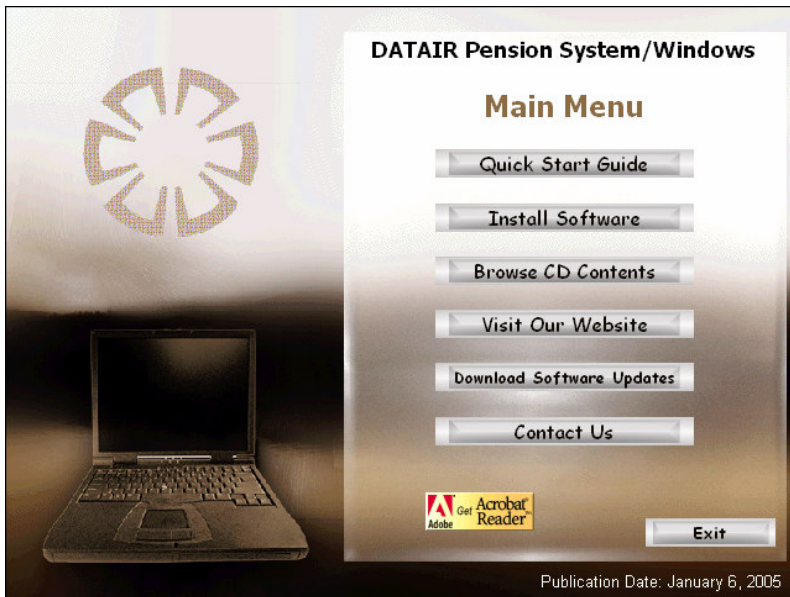 DATAIR Pension System/Windows
Main Menu
Quick Start Guide
Install Software
Browse CD Contents
Visit Our Website
Download Software Updates
Contact Us
Adobe
Get Acrobat
Reader
Exit
Publication Date: January 6, 2005